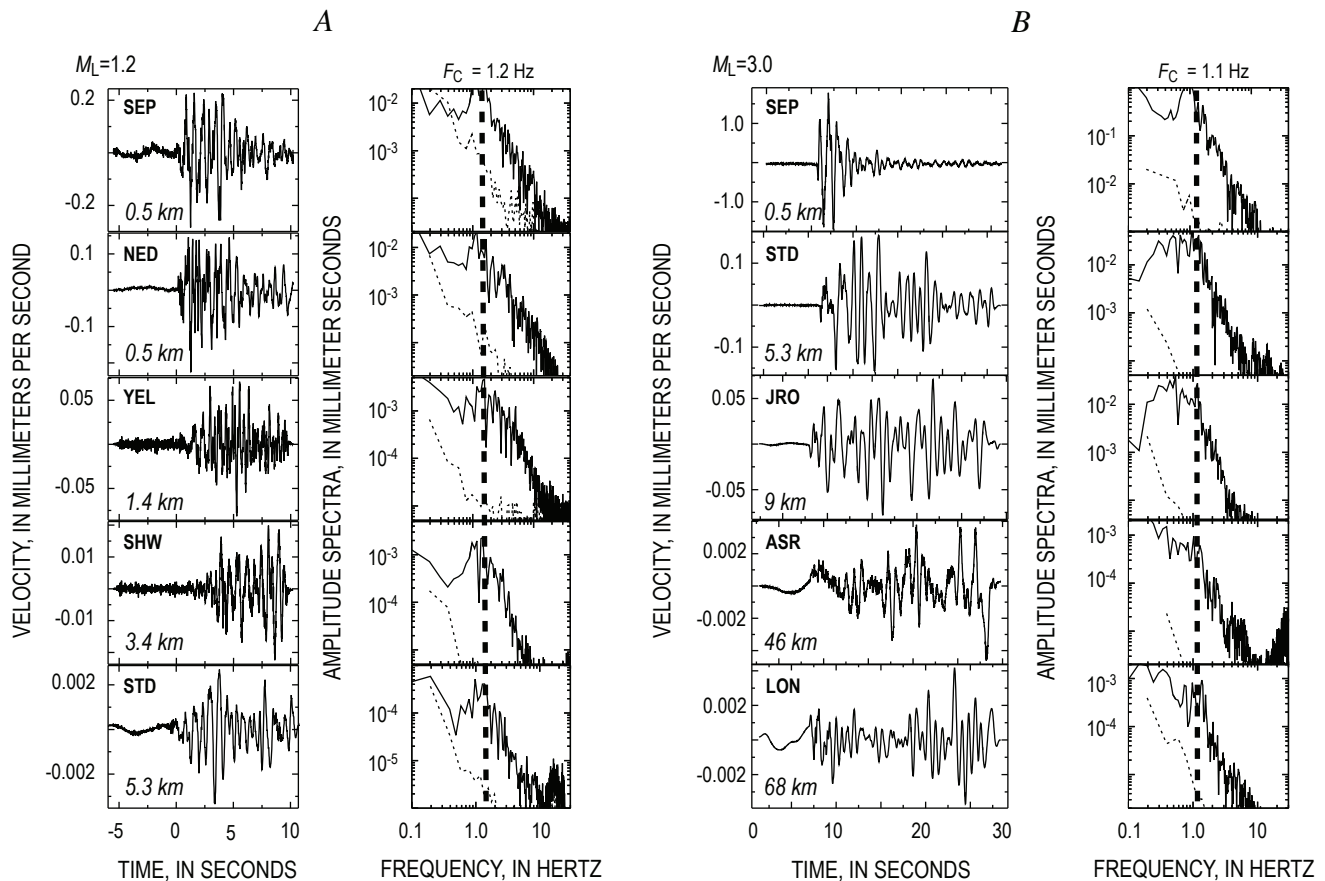 A
B
M_L=1.2
F_C = 1.2 Hz
M_L=3.0
F_C = 1.1 Hz
VELOCITY, IN MILLIMETERS PER SECOND
SEP
0.2
-0.2
0.5 km
NED
0.1
-0.1
0.5 km
YEL
0.05
-0.05
1.4 km
SHW
0.01
-0.01
3.4 km
STD
0.002
-0.002
5.3 km
-5 0 5 10
TIME, IN SECONDS
AMPLITUDE SPECTRA, IN MILLIMETER SECONDS
10^-2
10^-3
10^-2
10^-3
10^-3
10^-4
10^-3
10^-4
10^-4
10^-5
0.1 1.0 10
FREQUENCY, IN HERTZ
VELOCITY, IN MILLIMETERS PER SECOND
SEP
1.0
-1.0
0.5 km
STD
0.1
-0.1
5.3 km
JRO
0.05
-0.05
9 km
ASR
0.002
-0.002
46 km
LON
0.002
-0.002
68 km
0 10 20 30
TIME, IN SECONDS
AMPLITUDE SPECTRA, IN MILLIMETER SECONDS
10^-1
10^-2
10^-2
10^-3
10^-2
10^-3
10^-3
10^-4
10^-3
10^-4
0.1 1.0 10
FREQUENCY, IN HERTZ